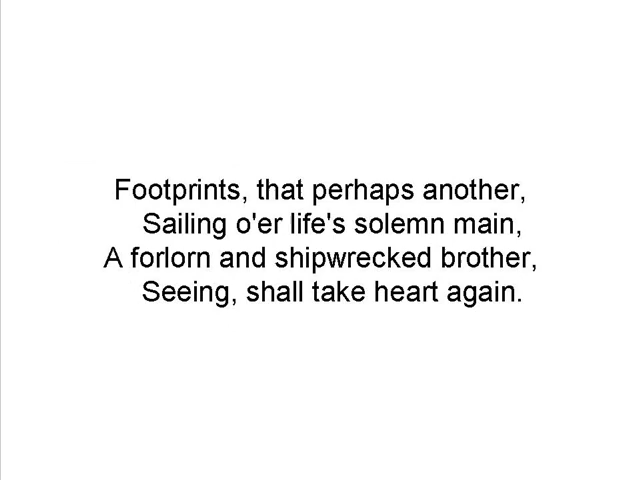 Footprints, that perhaps another,
Sailing o'er life's solemn main,
A forlorn and shipwrecked brother,
Seeing, shall take heart again.